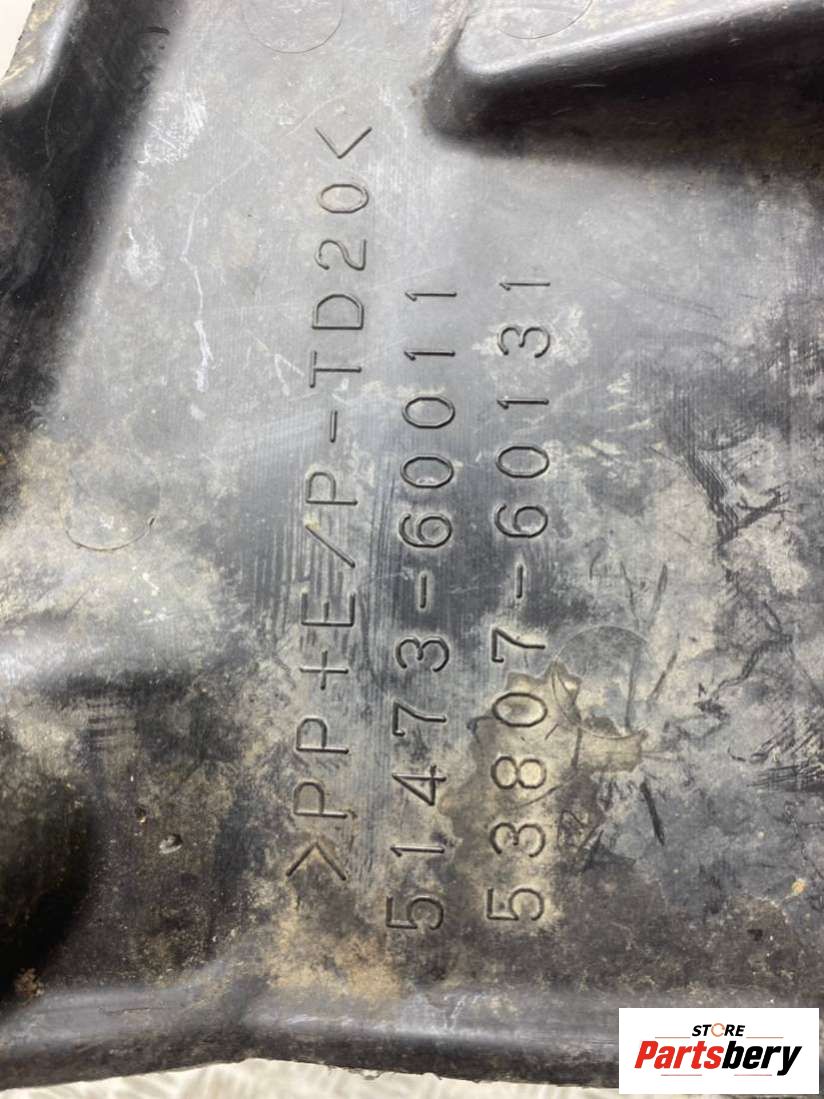 >PP+E/P-TD20<
51473-60011
53807-60131
STORE
Partsbery